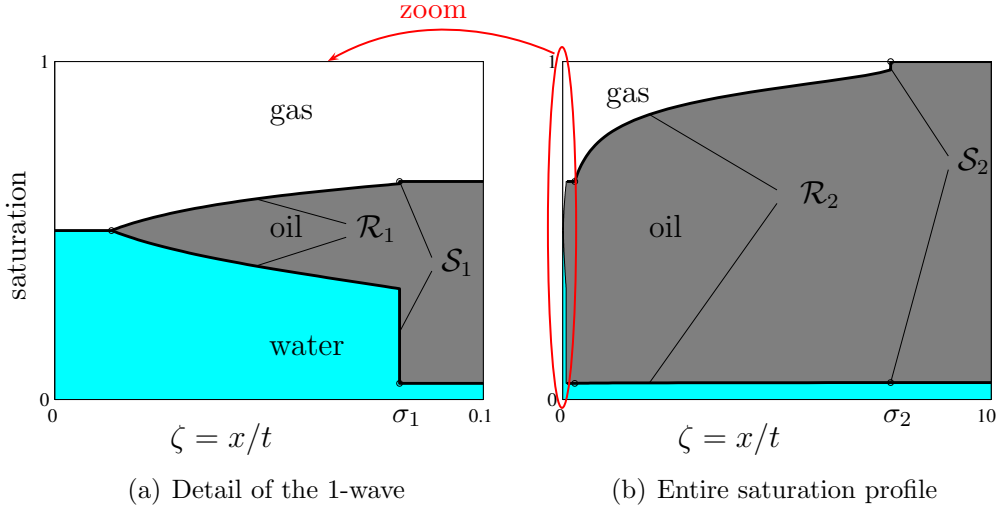 zoom
1
gas
oil
R₁
S₁
water
saturation
0
0
σ₁
0.1
ζ = x/t
(a) Detail of the 1-wave
1
gas
S₂
R₂
oil
0
0
σ₂
10
ζ = x/t
(b) Entire saturation profile